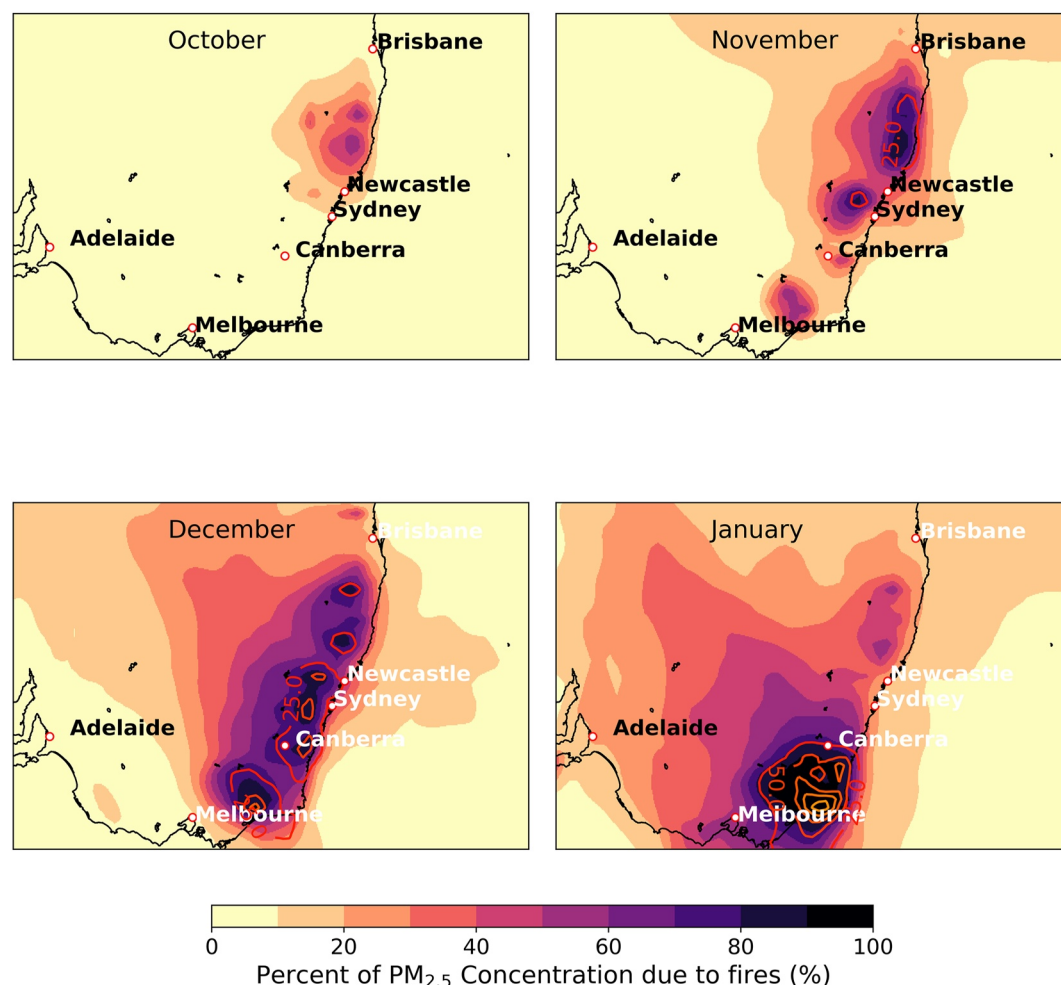 October
Brisbane
Newcastle
Sydney
Adelaide
Canberra
Melbourne
November
Brisbane
25.0
Newcastle
Sydney
Adelaide
Canberra
Melbourne
December
Brisbane
Newcastle
25.0
Sydney
Adelaide
Canberra
Melbourne
January
Brisbane
Newcastle
Sydney
Adelaide
Canberra
50.0
Melbourne
0 20 40 60 80 100
Percent of PM2.5 Concentration due to fires (%)